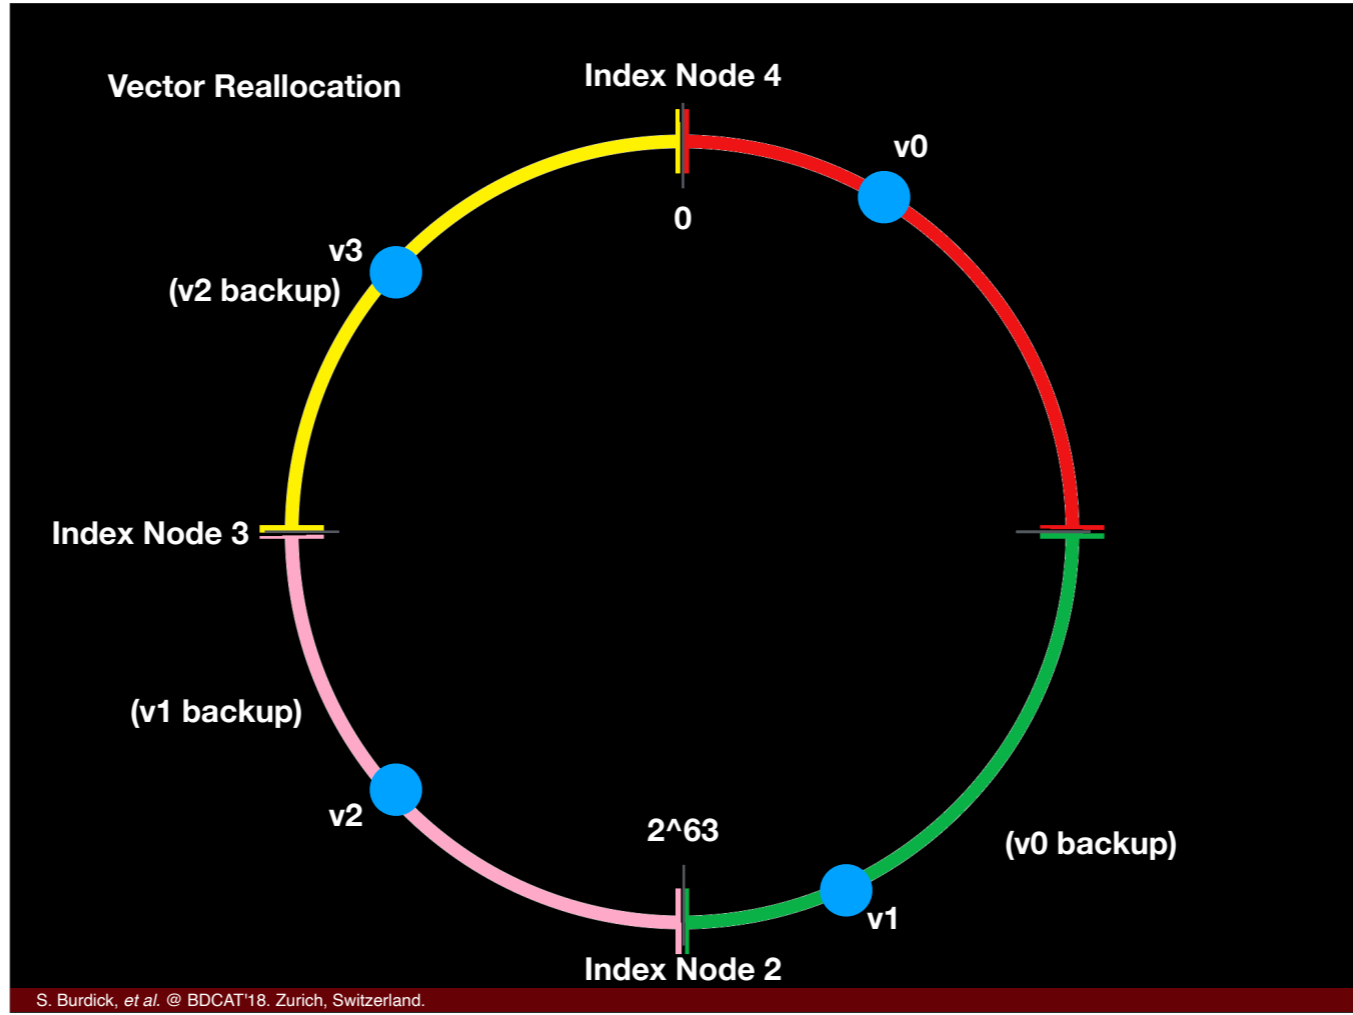 Vector Reallocation
Index Node 4
v0
0
v3
(v2 backup)
Index Node 3
(v1 backup)
v2
2^63
(v0 backup)
v1
Index Node 2
S. Burdick, et al. @ BDCAT'18. Zurich, Switzerland.